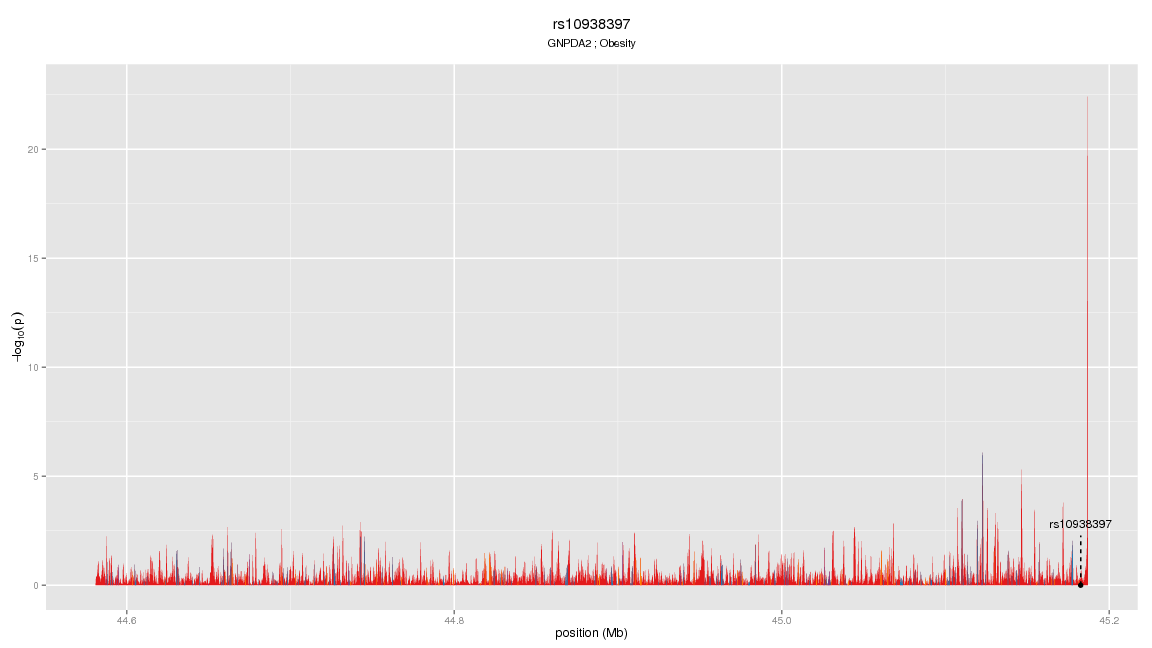 rs10938397
GNPDA2 ; Obesity
20
15
10
5
0
−log10(p)
rs10938397
44.6
44.8
45.0
45.2
position (Mb)